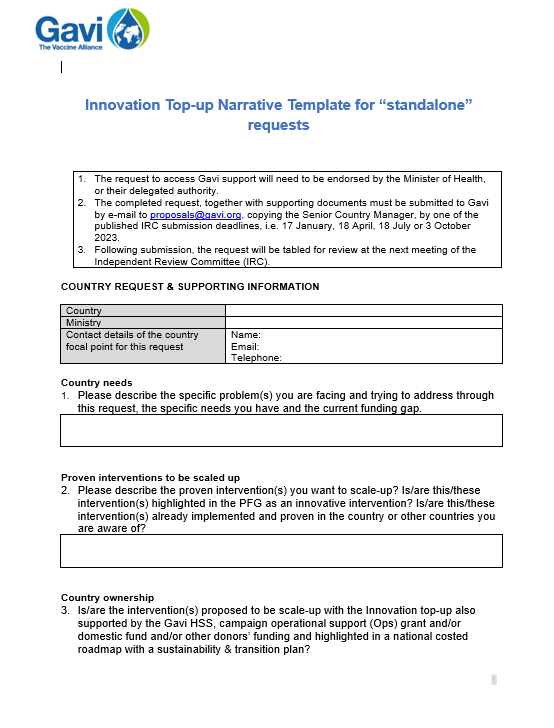 Gavi
The Vaccine Alliance
Innovation Top-up Narrative Template for “standalone”
requests
1. The request to access Gavi support will need to be endorsed by the Minister of Health,
or their delegated authority.
2. The completed request, together with supporting documents must be submitted to Gavi
by e-mail to proposals@gavi.org, copying the Senior Country Manager, by one of the
published IRC submission deadlines, i.e. 17 January, 18 April, 18 July or 3 October
2023.
3. Following submission, the request will be tabled for review at the next meeting of the
Independent Review Committee (IRC).
COUNTRY REQUEST & SUPPORTING INFORMATION
Country
Ministry
Contact details of the country
focal point for this request
Name:
Email:
Telephone:
Country needs
1. Please describe the specific problem(s) you are facing and trying to address through
this request, the specific needs you have and the current funding gap.
Proven interventions to be scaled up
2. Please describe the proven intervention(s) you want to scale-up? Is/are this/these
intervention(s) highlighted in the PFG as an innovative intervention? Is/are this/these
intervention(s) already implemented and proven in the country or other countries you
are aware of?
Country ownership
3. Is/are the intervention(s) proposed to be scale-up with the Innovation top-up also
supported by the Gavi HSS, campaign operational support (Ops) grant and/or
domestic fund and/or other donors’ funding and highlighted in a national costed
roadmap with a sustainability & transition plan?
1